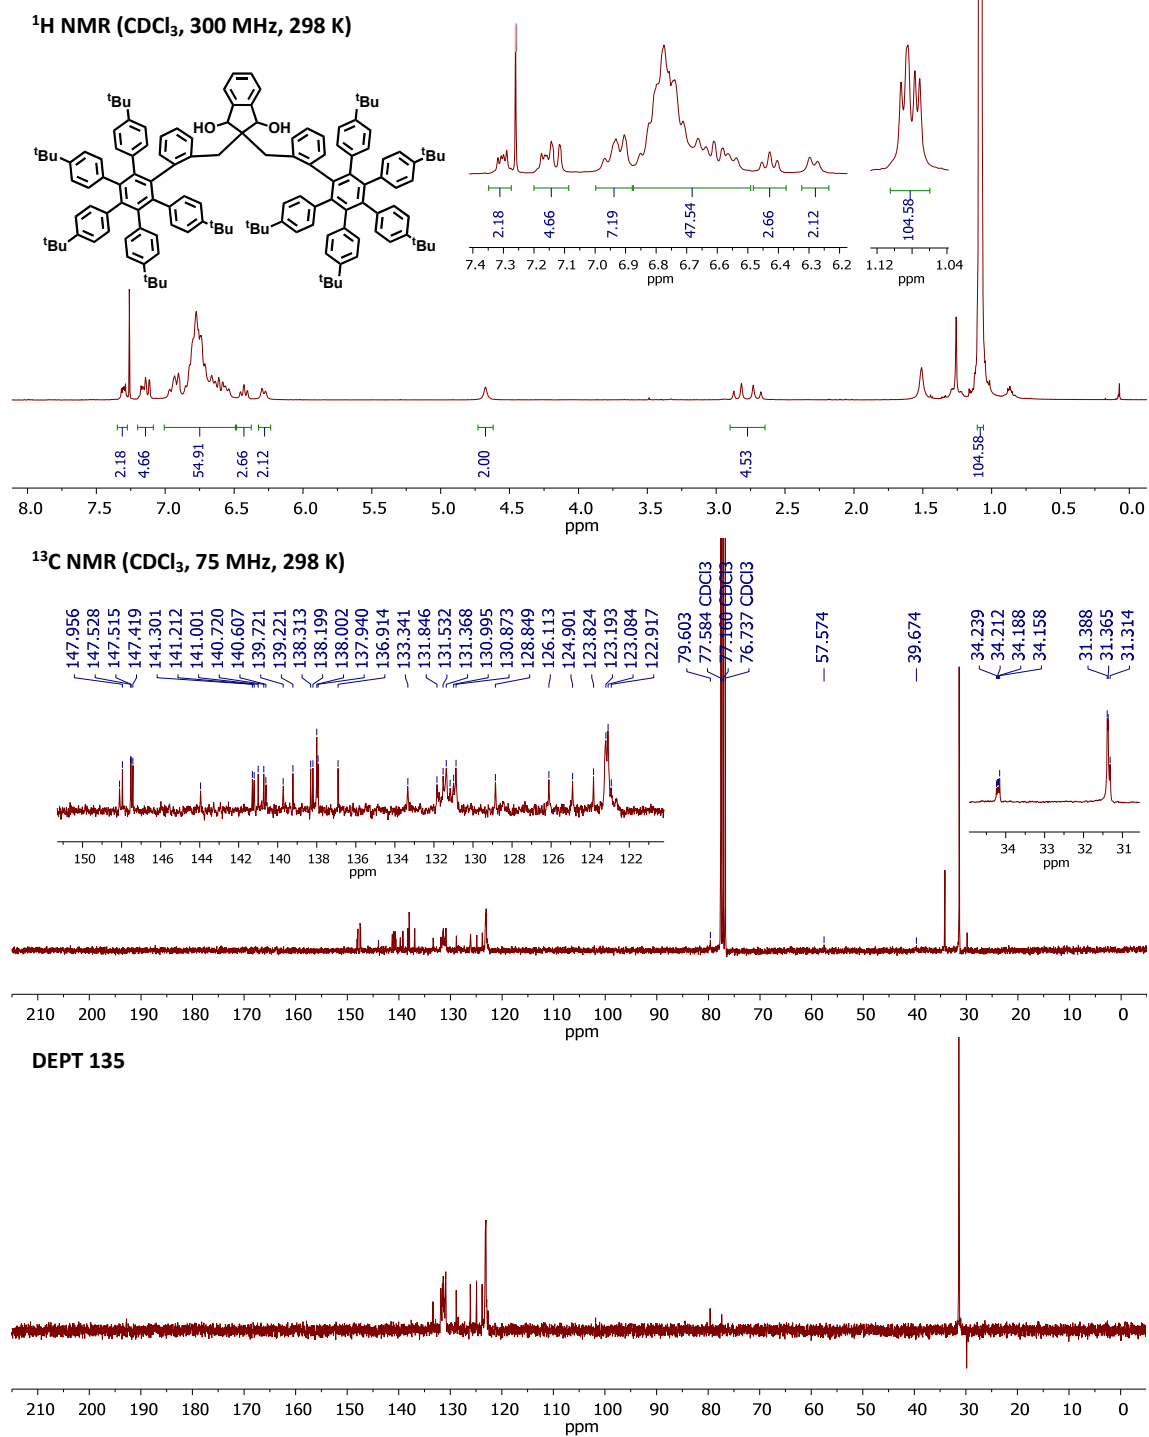 ¹H NMR (CDCl₃, 300 MHz, 298 K)
ᵗBu
ᵗBu
ᵗBu
ᵗBu
ᵗBu
ᵗBu
ᵗBu
ᵗBu
ᵗBu
ᵗBu
HO
OH
2.18
4.66
7.19
47.54
2.66
2.12
104.58
7.4 7.3 7.2 7.1 7.0 6.9 6.8 6.7 6.6 6.5 6.4 6.3 6.2
ppm
1.12 1.04
ppm
2.18
4.66
54.91
2.66
2.12
2.00
4.53
104.58
8.0 7.5 7.0 6.5 6.0 5.5 5.0 4.5 4.0 3.5 3.0 2.5 2.0 1.5 1.0 0.5 0.0
ppm
¹³C NMR (CDCl₃, 75 MHz, 298 K)
147.956
147.528
147.515
147.419
141.301
141.212
141.001
140.720
140.607
139.721
139.221
138.313
138.199
138.002
137.940
136.914
133.341
131.846
131.532
131.368
130.995
130.873
128.849
126.113
124.901
123.824
123.193
123.084
122.917
79.603
77.584 CDCl3
77.160 CDCl3
76.737 CDCl3
57.574
39.674
34.239
34.212
34.188
34.158
31.388
31.365
31.314
150 148 146 144 142 140 138 136 134 132 130 128 126 124 122
ppm
34 33 32 31
ppm
210 200 190 180 170 160 150 140 130 120 110 100 90 80 70 60 50 40 30 20 10 0
ppm
DEPT 135
210 200 190 180 170 160 150 140 130 120 110 100 90 80 70 60 50 40 30 20 10 0
ppm